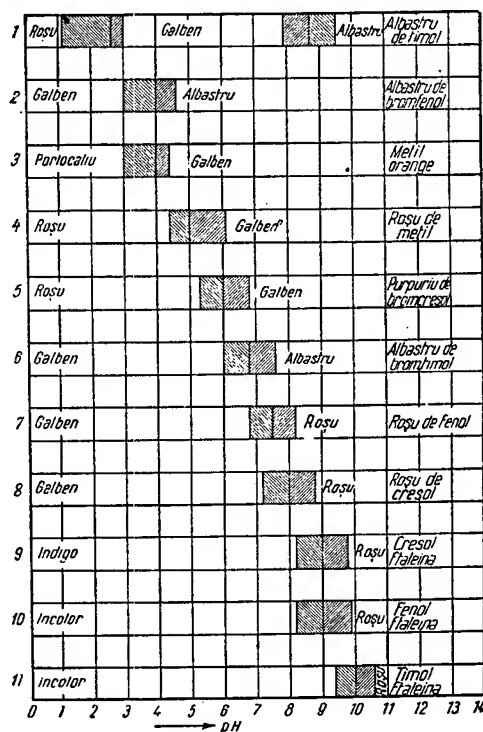 1 Roșu Galben Albastru Albastru
de timol
2 Galben Albastru Albastru de
bromfenol
3 Portocaliu Galben Metil
orange
4 Roșu Galben Roșu de
metil
5 Roșu Galben Purpuriu de
bromcresol
6 Galben Albastru Albastru de
bromtimol
7 Galben Roșu Roșu de fenol
8 Galben Roșu Roșu de
cresol
9 Indigo Roșu Cresol
ftaleina
10 Incolor Roșu Fenol
ftaleina
11 Incolor Roșu Timol
ftaleina
0 1 2 3 4 5 6 7 8 9 10 11 12 13 14
pH